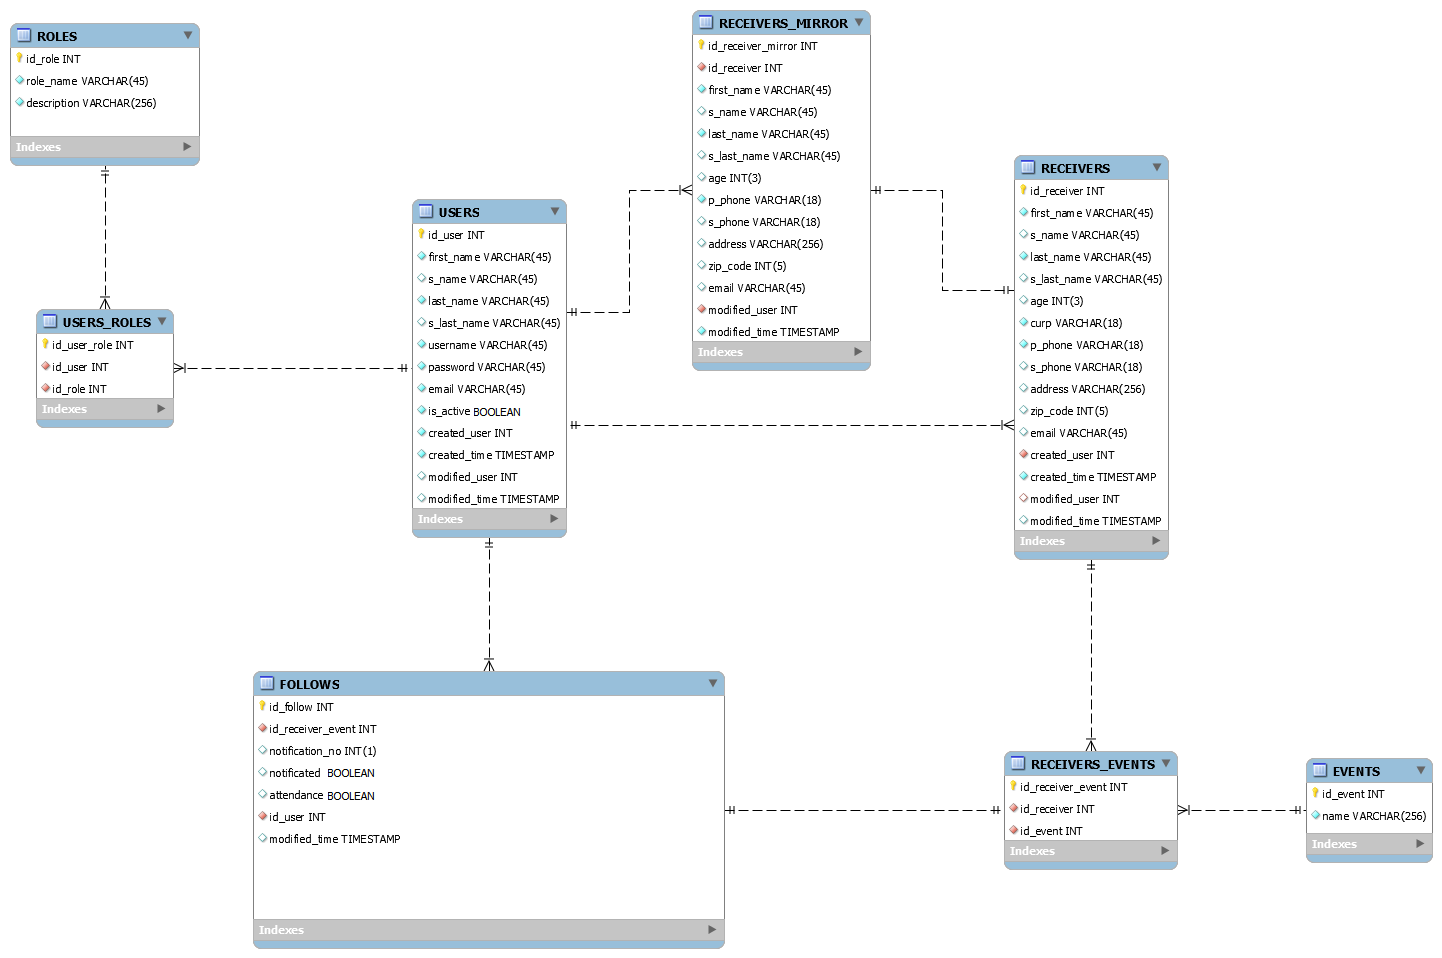 ROLES
id_role INT
role_name VARCHAR(45)
description VARCHAR(256)
Indexes
USERS_ROLES
id_user_role INT
id_user INT
id_role INT
Indexes
USERS
id_user INT
first_name VARCHAR(45)
s_name VARCHAR(45)
last_name VARCHAR(45)
s_last_name VARCHAR(45)
username VARCHAR(45)
password VARCHAR(45)
email VARCHAR(45)
is_active BOOLEAN
created_user INT
created_time TIMESTAMP
modified_user INT
modified_time TIMESTAMP
Indexes
RECEIVERS_MIRROR
id_receiver_mirror INT
id_receiver INT
first_name VARCHAR(45)
s_name VARCHAR(45)
last_name VARCHAR(45)
s_last_name VARCHAR(45)
age INT(3)
p_phone VARCHAR(18)
s_phone VARCHAR(18)
address VARCHAR(256)
zip_code INT(5)
email VARCHAR(45)
modified_user INT
modified_time TIMESTAMP
Indexes
RECEIVERS
id_receiver INT
first_name VARCHAR(45)
s_name VARCHAR(45)
last_name VARCHAR(45)
s_last_name VARCHAR(45)
age INT(3)
curp VARCHAR(18)
p_phone VARCHAR(18)
s_phone VARCHAR(18)
address VARCHAR(256)
zip_code INT(5)
email VARCHAR(45)
created_user INT
created_time TIMESTAMP
modified_user INT
modified_time TIMESTAMP
Indexes
FOLLOWS
id_follow INT
id_receiver_event INT
notification_no INT(1)
notificated BOOLEAN
attendance BOOLEAN
id_user INT
modified_time TIMESTAMP
Indexes
RECEIVERS_EVENTS
id_receiver_event INT
id_receiver INT
id_event INT
Indexes
EVENTS
id_event INT
name VARCHAR(256)
Indexes